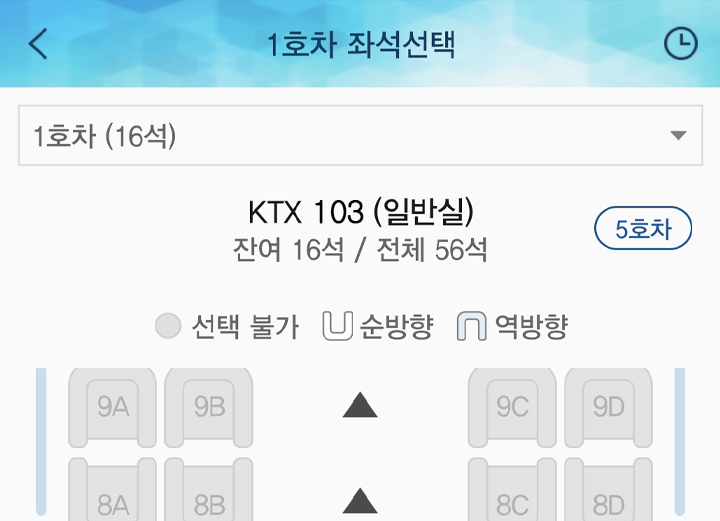 1호차 좌석선택
1호차 (16석)
KTX 103 (일반실)
잔여 16석 / 전체 56석
5호차
선택 불가 순방향 역방향
9A 9B 9C 9D
8A 8B 8C 8D